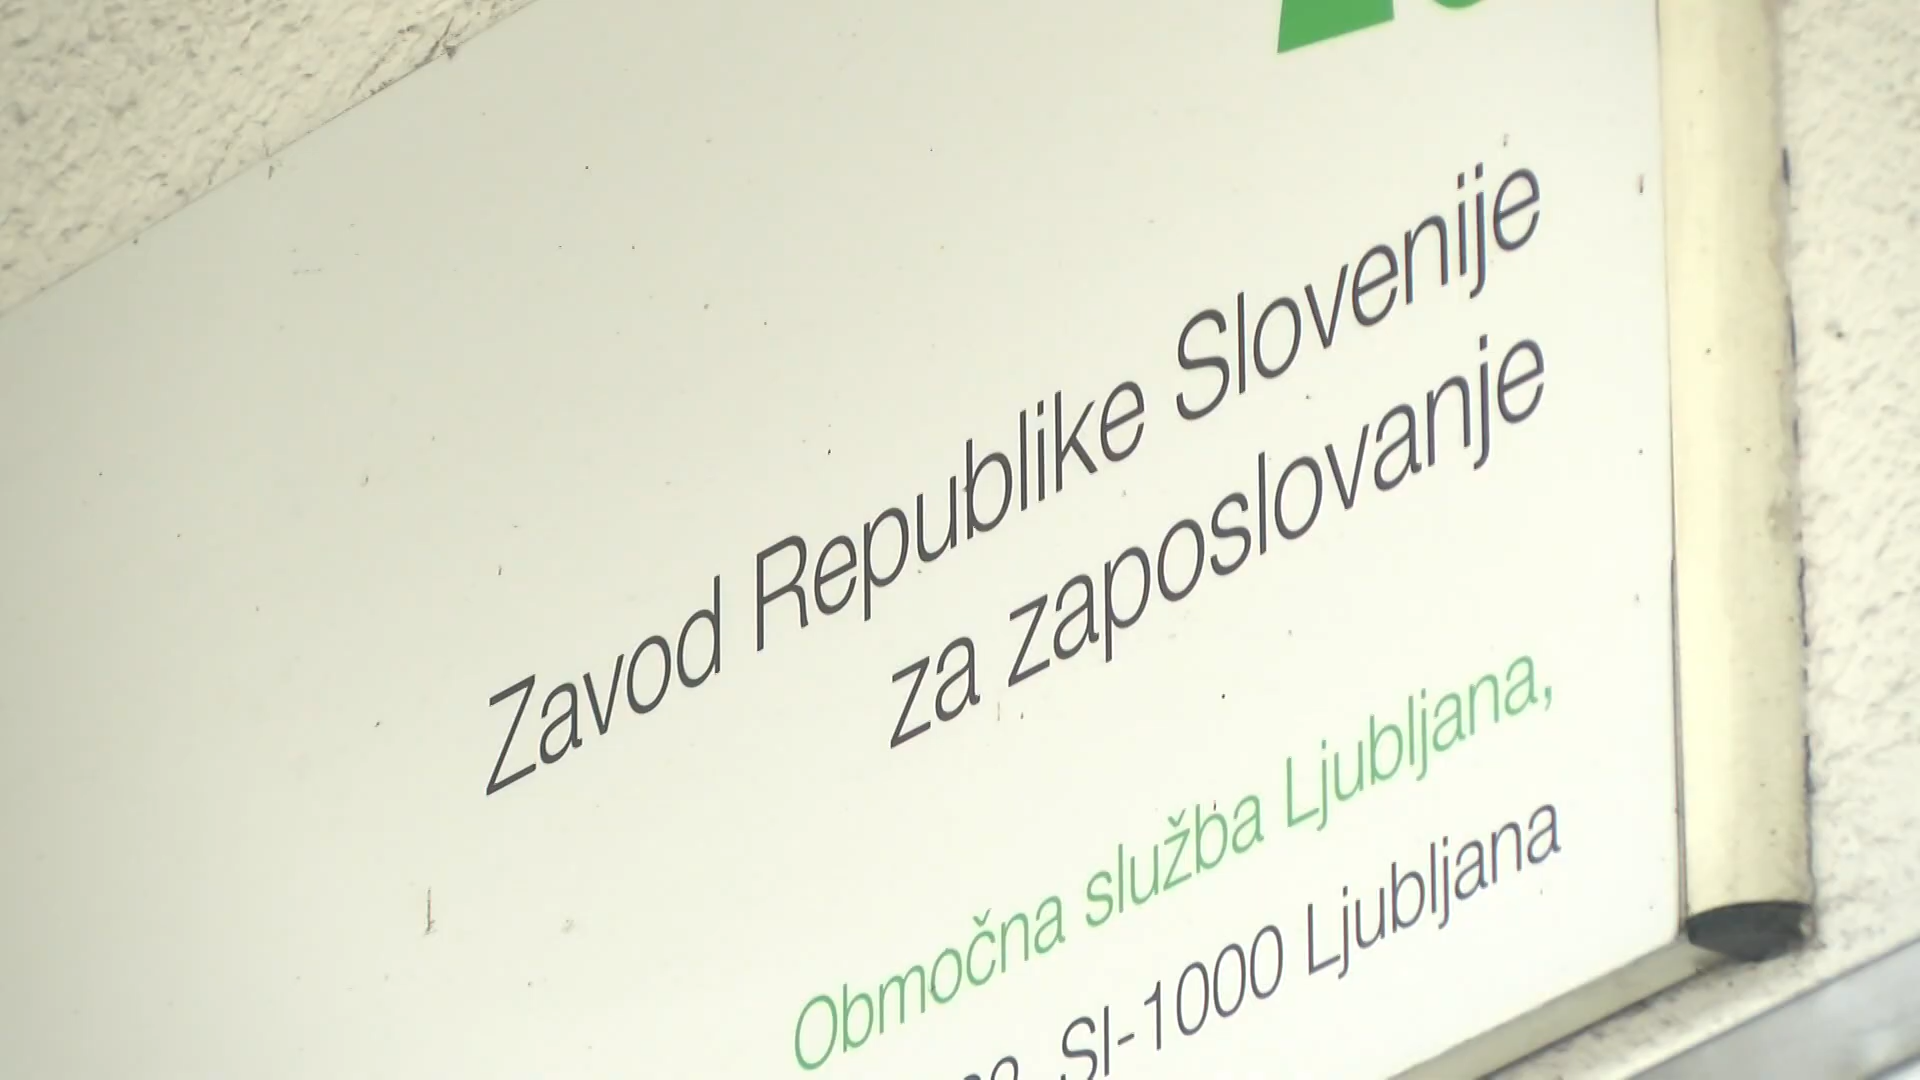 Zavod Republike Slovenije
za zaposlovanje
Območna služba Ljubljana,
SI-1000 Ljubljana